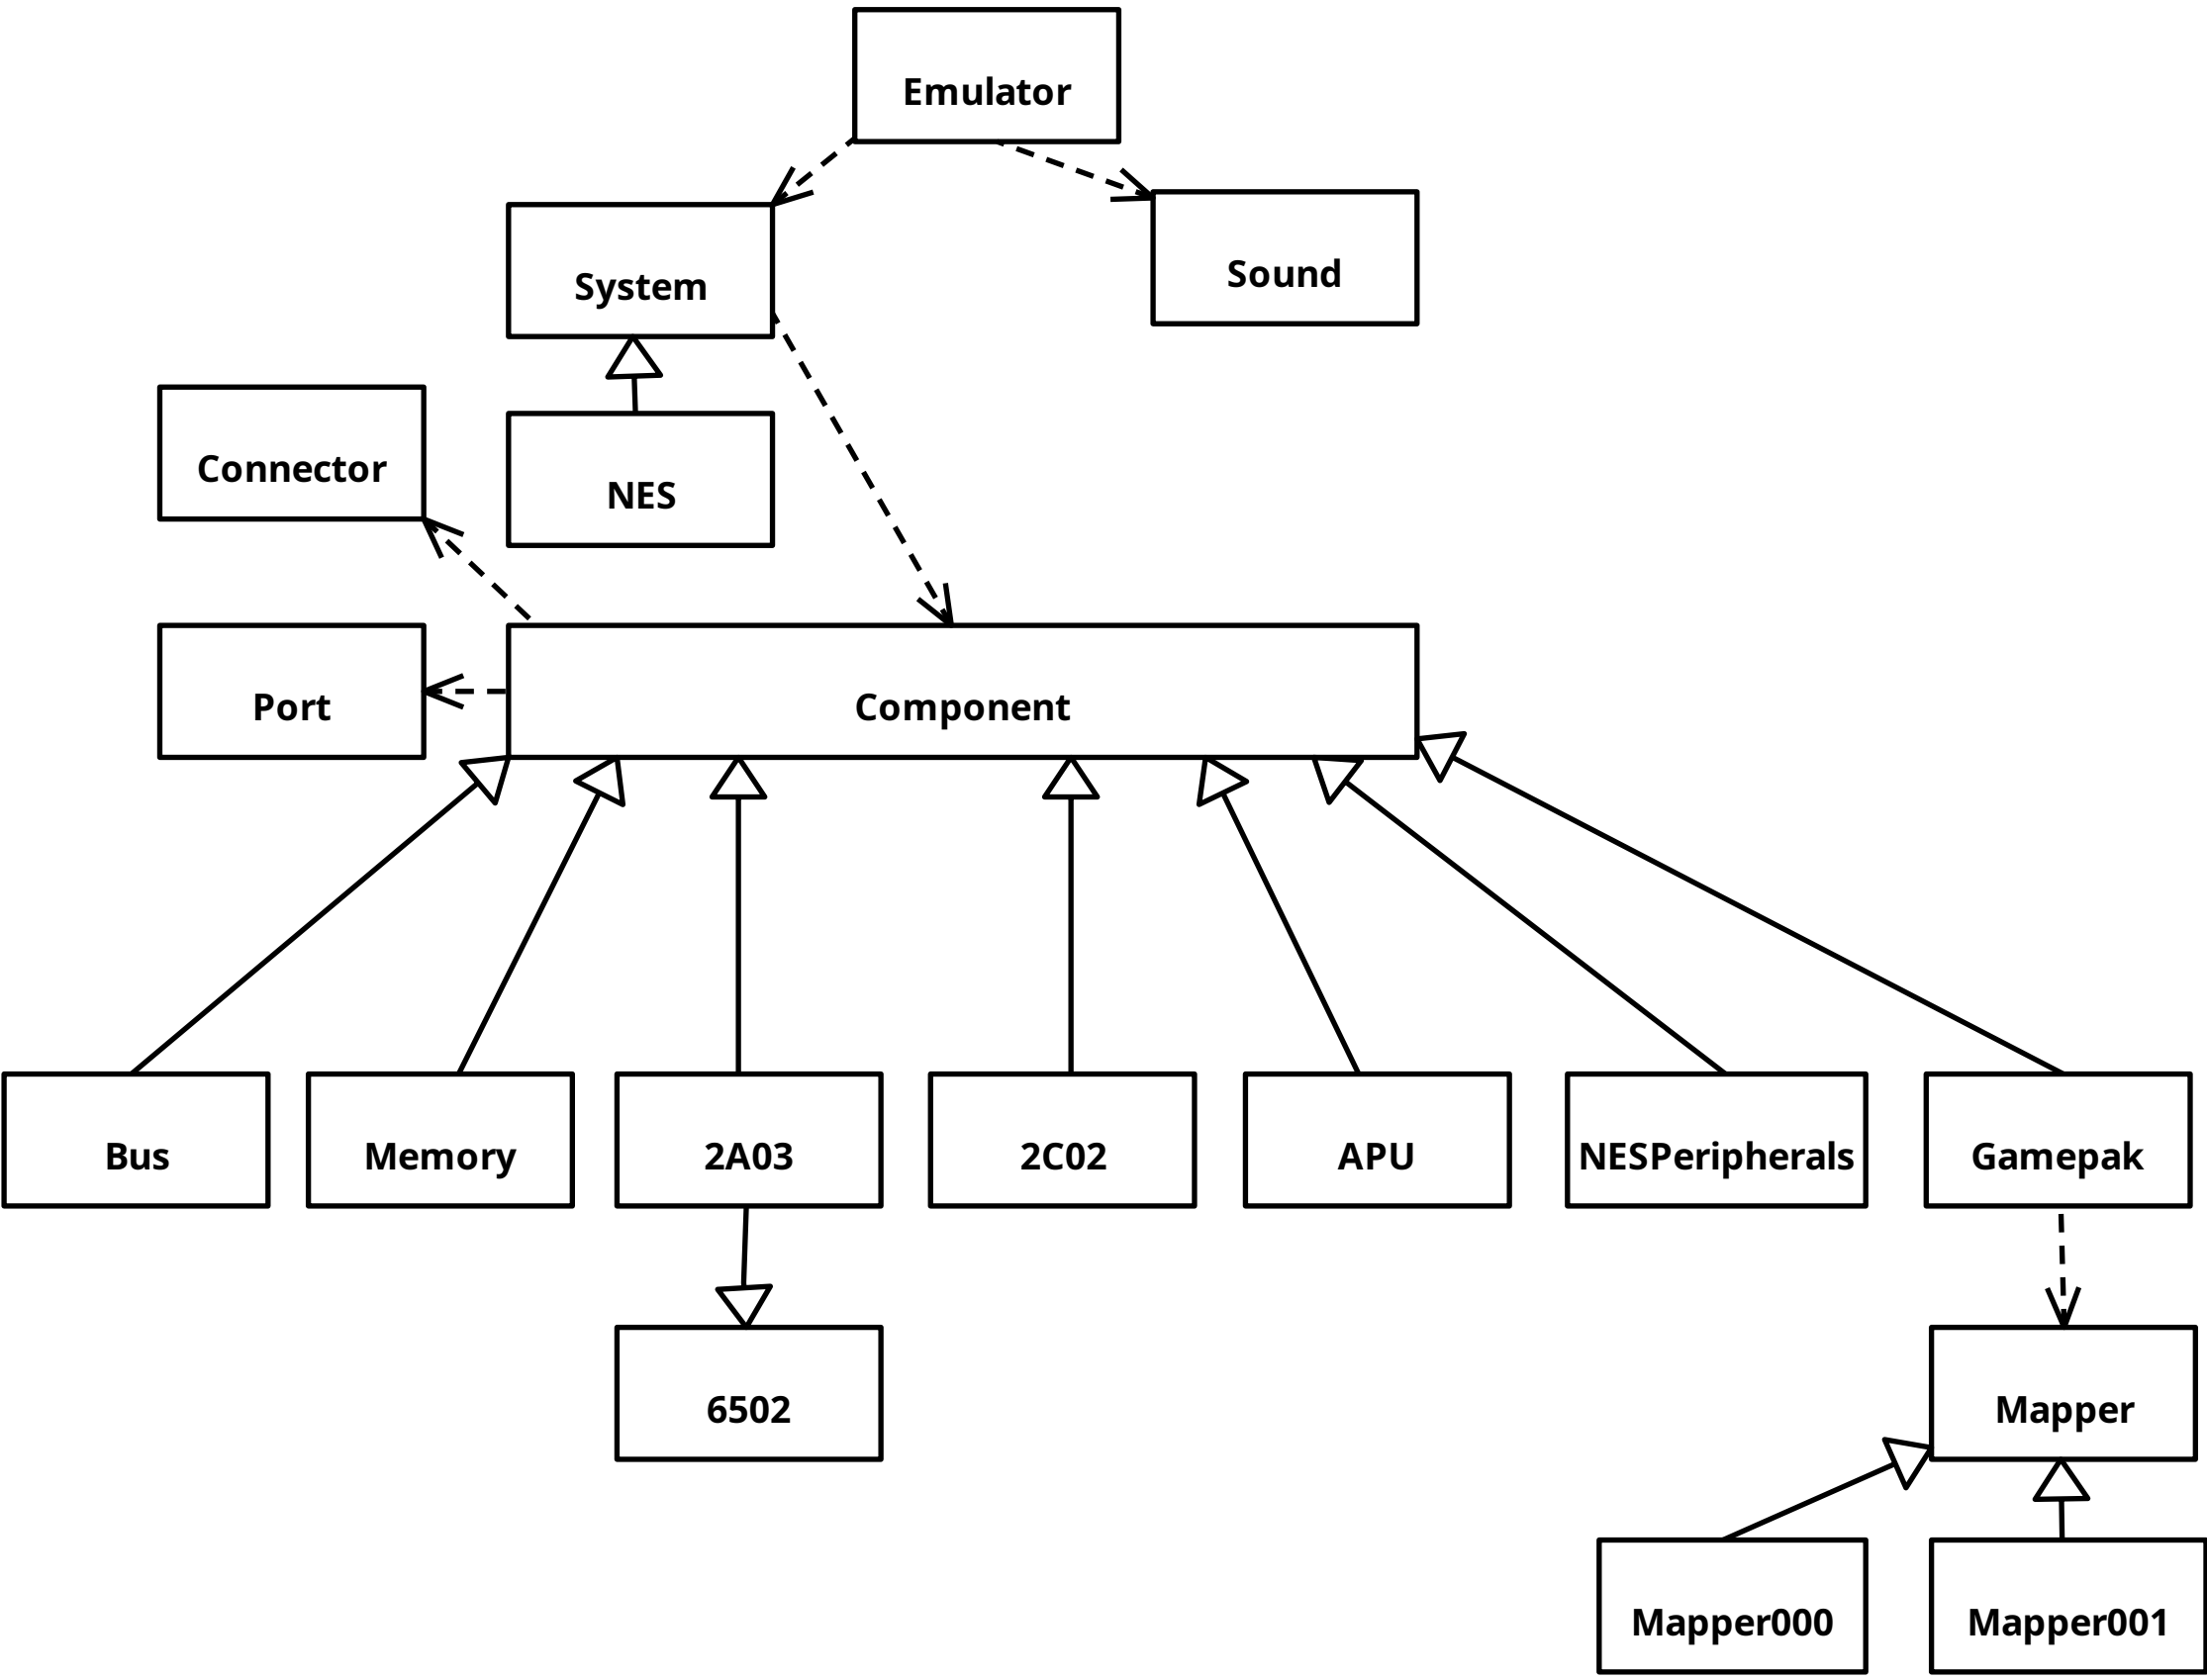 Emulator
System
Sound
Connector
NES
Port
Component
Bus
Memory
2A03
2C02
APU
NESPeripherals
Gamepak
6502
Mapper
Mapper000
Mapper001